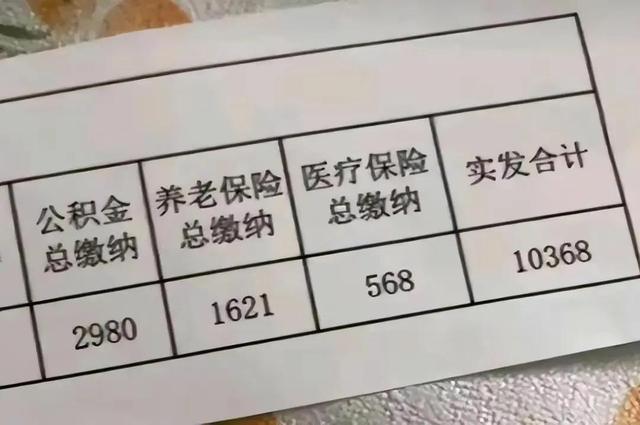 公积金
总缴纳
养老保险
总缴纳
医疗保险
总缴纳
实发合计
2980
1621
568
10368